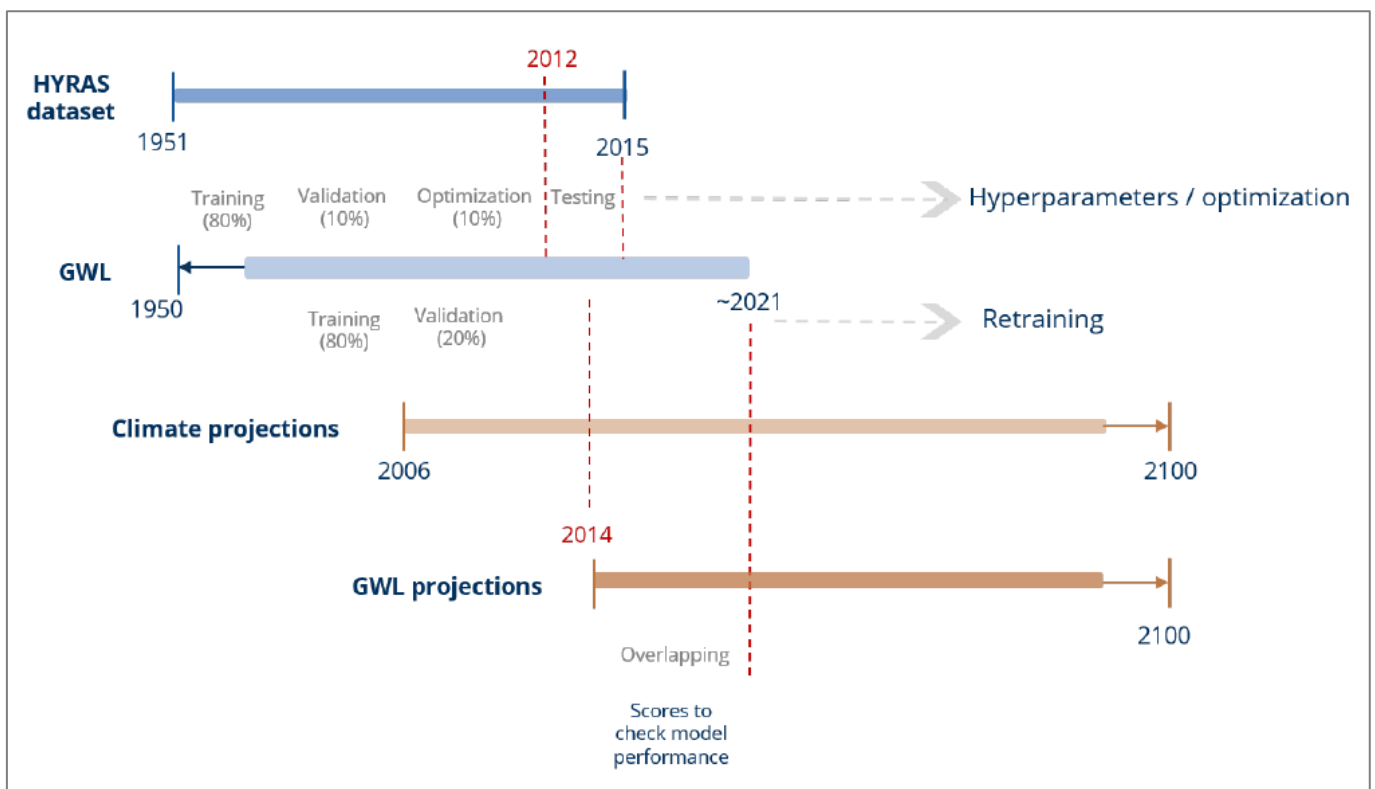 2012
HYRAS
dataset
1951
2015
Training
(80%)
Validation
(10%)
Optimization
(10%)
Testing
Hyperparameters / optimization
GWL
1950
~2021
Training
(80%)
Validation
(20%)
Retraining
Climate projections
2006
2100
2014
GWL projections
2100
Overlapping
Scores to
check model
performance